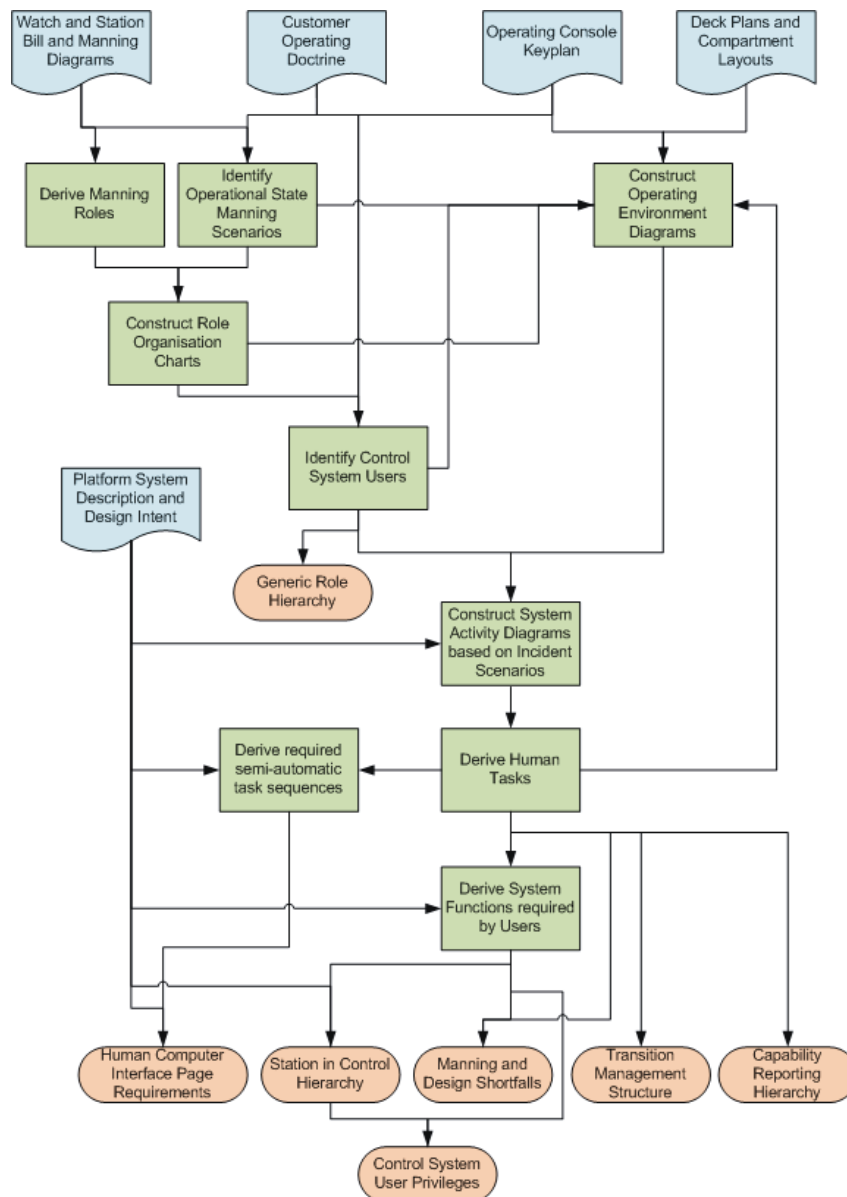 Watch and Station
Bill and Manning
Diagrams
Customer
Operating
Doctrine
Operating Console
Keyplan
Deck Plans and
Compartment
Layouts
Derive Manning
Roles
Identify
Operational State
Manning
Scenarios
Construct
Operating
Environment
Diagrams
Construct Role
Organisation
Charts
Identify Control
System Users
Platform System
Description and
Design Intent
Generic Role
Hierarchy
Construct System
Activity Diagrams
based on Incident
Scenarios
Derive required
semi-automatic
task sequences
Derive Human
Tasks
Derive System
Functions required
by Users
Human Computer
Interface Page
Requirements
Station in Control
Hierarchy
Manning and
Design Shortfalls
Transition
Management
Structure
Capability
Reporting
Hierarchy
Control System
User Privileges